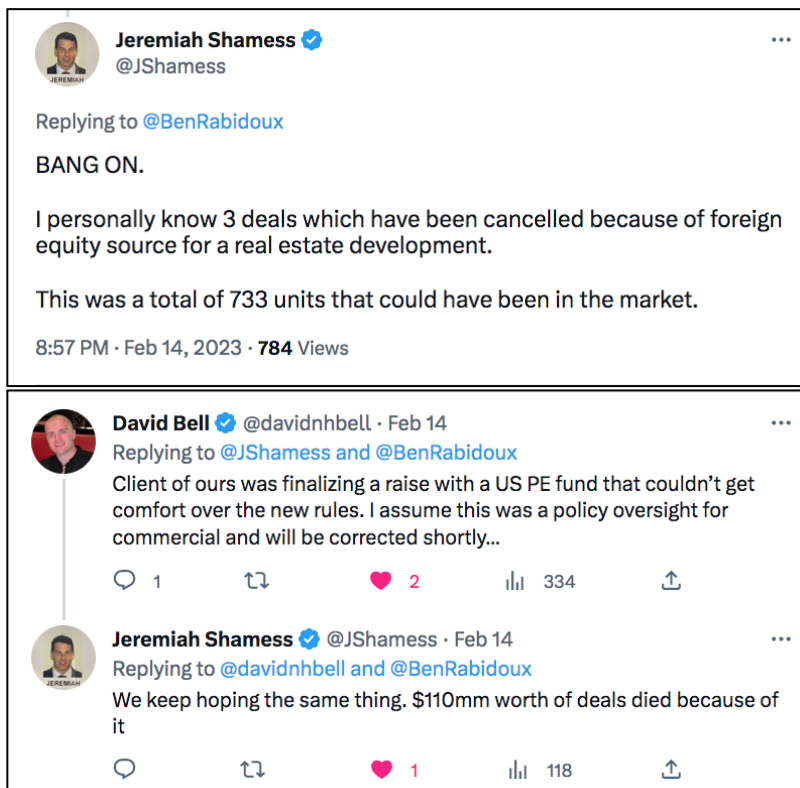 Jeremiah Shamess
@JShamess
JEREMIAH
Replying to @BenRabidoux
BANG ON.
I personally know 3 deals which have been cancelled because of foreign
equity source for a real estate development.
This was a total of 733 units that could have been in the market.
8:57 PM · Feb 14, 2023 · 784 Views
David Bell @davidnhbell · Feb 14
Replying to @JShamess and @BenRabidoux
Client of ours was finalizing a raise with a US PE fund that couldn’t get
comfort over the new rules. I assume this was a policy oversight for
commercial and will be corrected shortly...
1 2 334
Jeremiah Shamess @JShamess · Feb 14
JEREMIAH
Replying to @davidnhbell and @BenRabidoux
We keep hoping the same thing. $110mm worth of deals died because of
it
1 118